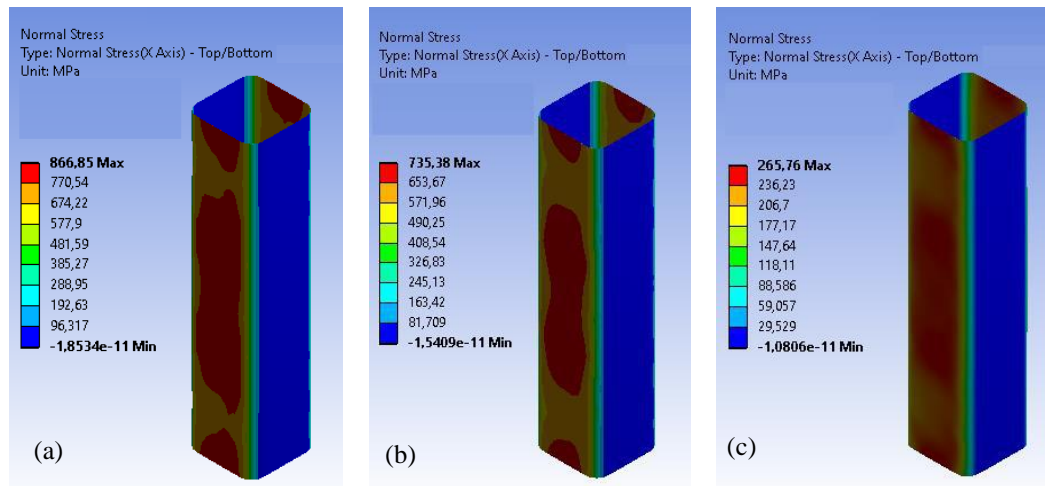 Normal Stress
Type: Normal Stress(X Axis) - Top/Bottom
Unit: MPa
866,85 Max
770,54
674,22
577,9
481,59
385,27
288,95
192,63
96,317
-1,8534e-11 Min
(a)
Normal Stress
Type: Normal Stress(X Axis) - Top/Bottom
Unit: MPa
735,38 Max
653,67
571,96
490,25
408,54
326,83
245,13
163,42
81,709
-1,5409e-11 Min
(b)
Normal Stress
Type: Normal Stress(X Axis) - Top/Bottom
Unit: MPa
265,76 Max
236,23
206,7
177,17
147,64
118,11
88,586
59,057
29,529
-1,0806e-11 Min
(c)